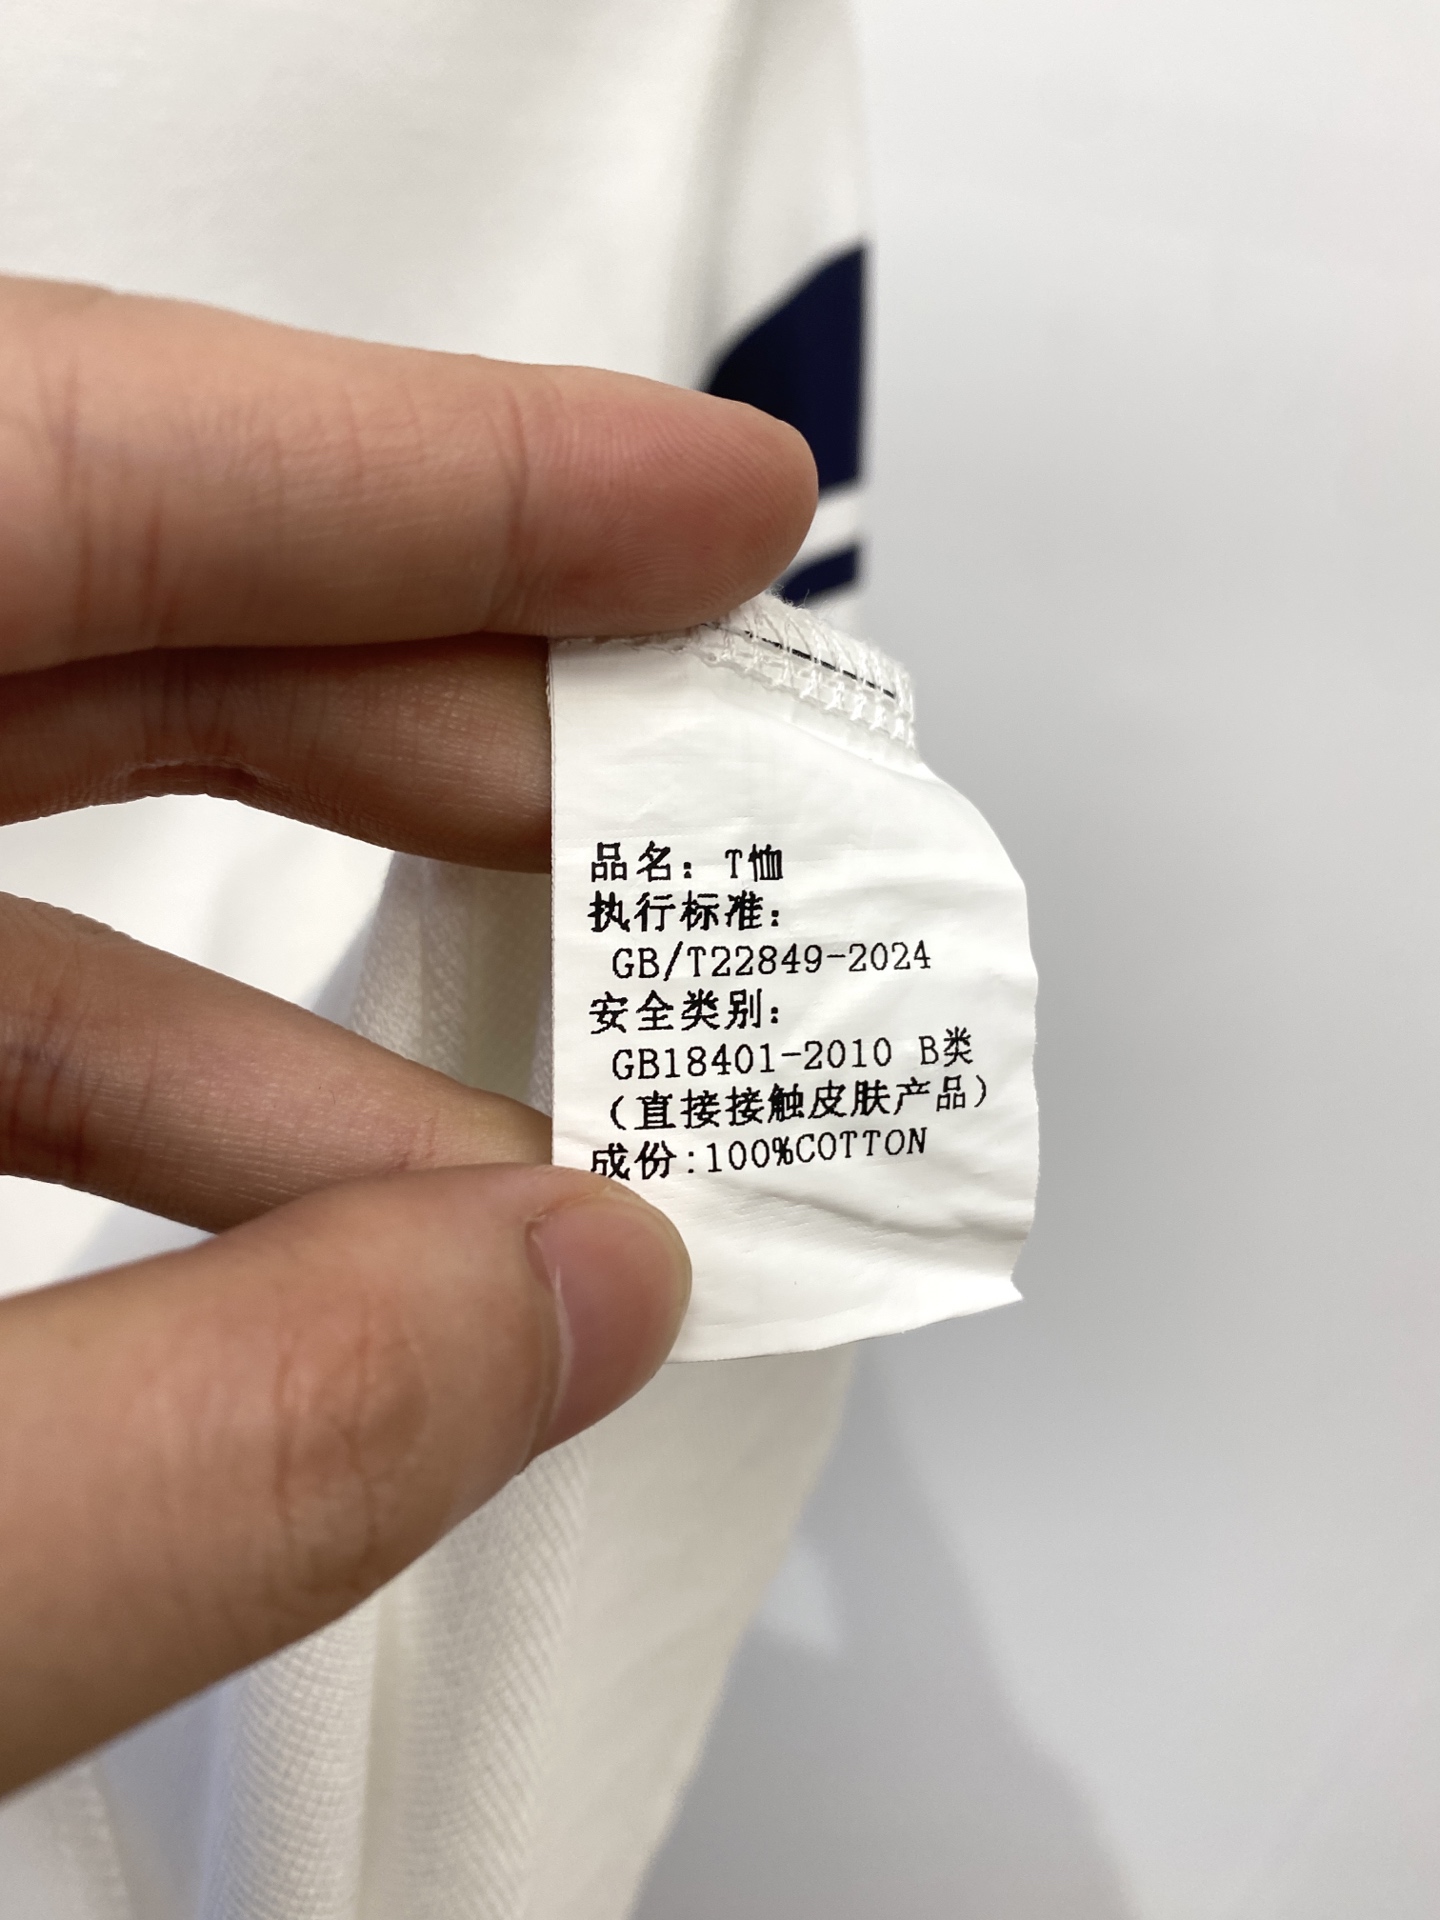 品名：T恤
执行标准：
GB/T22849-2024
安全类别：
GB18401-2010 B类
（直接接触皮肤产品）
成份:100%COTTON